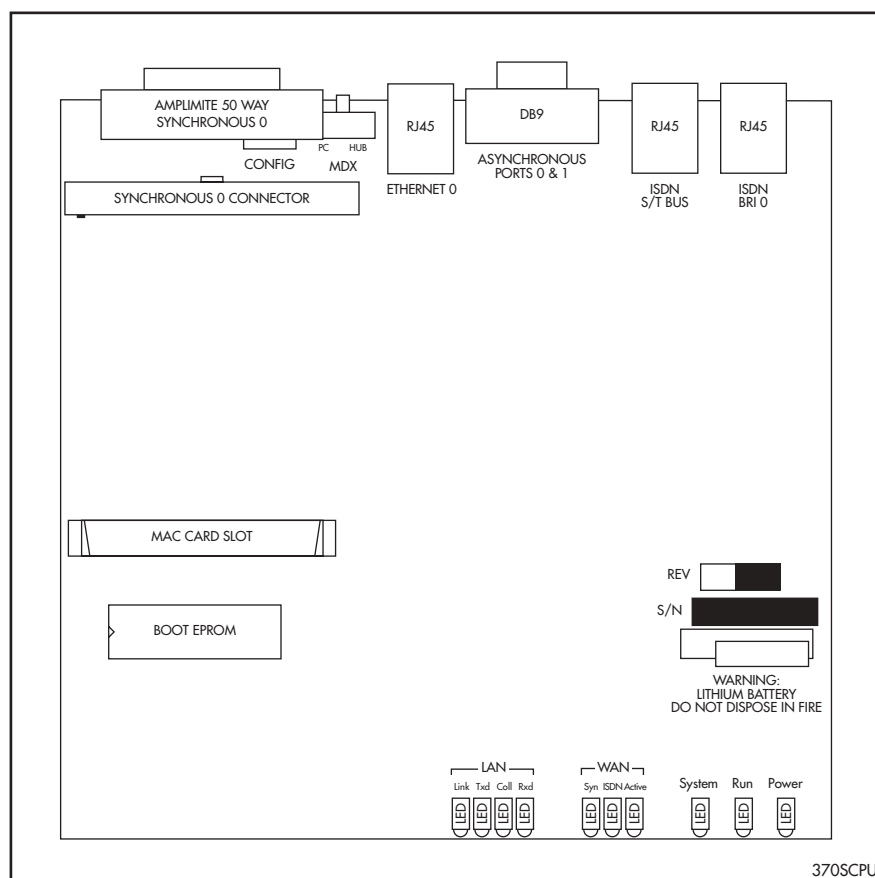 AMPLIMITE 50 WAY
SYNCHRONOUS 0
CONFIG
PC
HUB
MDX
RJ45
ETHERNET 0
DB9
ASYNCHRONOUS
PORTS 0 & 1
RJ45
ISDN
S/T BUS
RJ45
ISDN
BRI 0
SYNCHRONOUS 0 CONNECTOR
MAC CARD SLOT
BOOT EPROM
REV
S/N
WARNING:
LITHIUM BATTERY
DO NOT DISPOSE IN FIRE
LAN
Link Txd Coll Rxd
LED LED LED LED
WAN
Syn ISDN Active
LED LED LED
System Run Power
LED LED LED
370SCPU